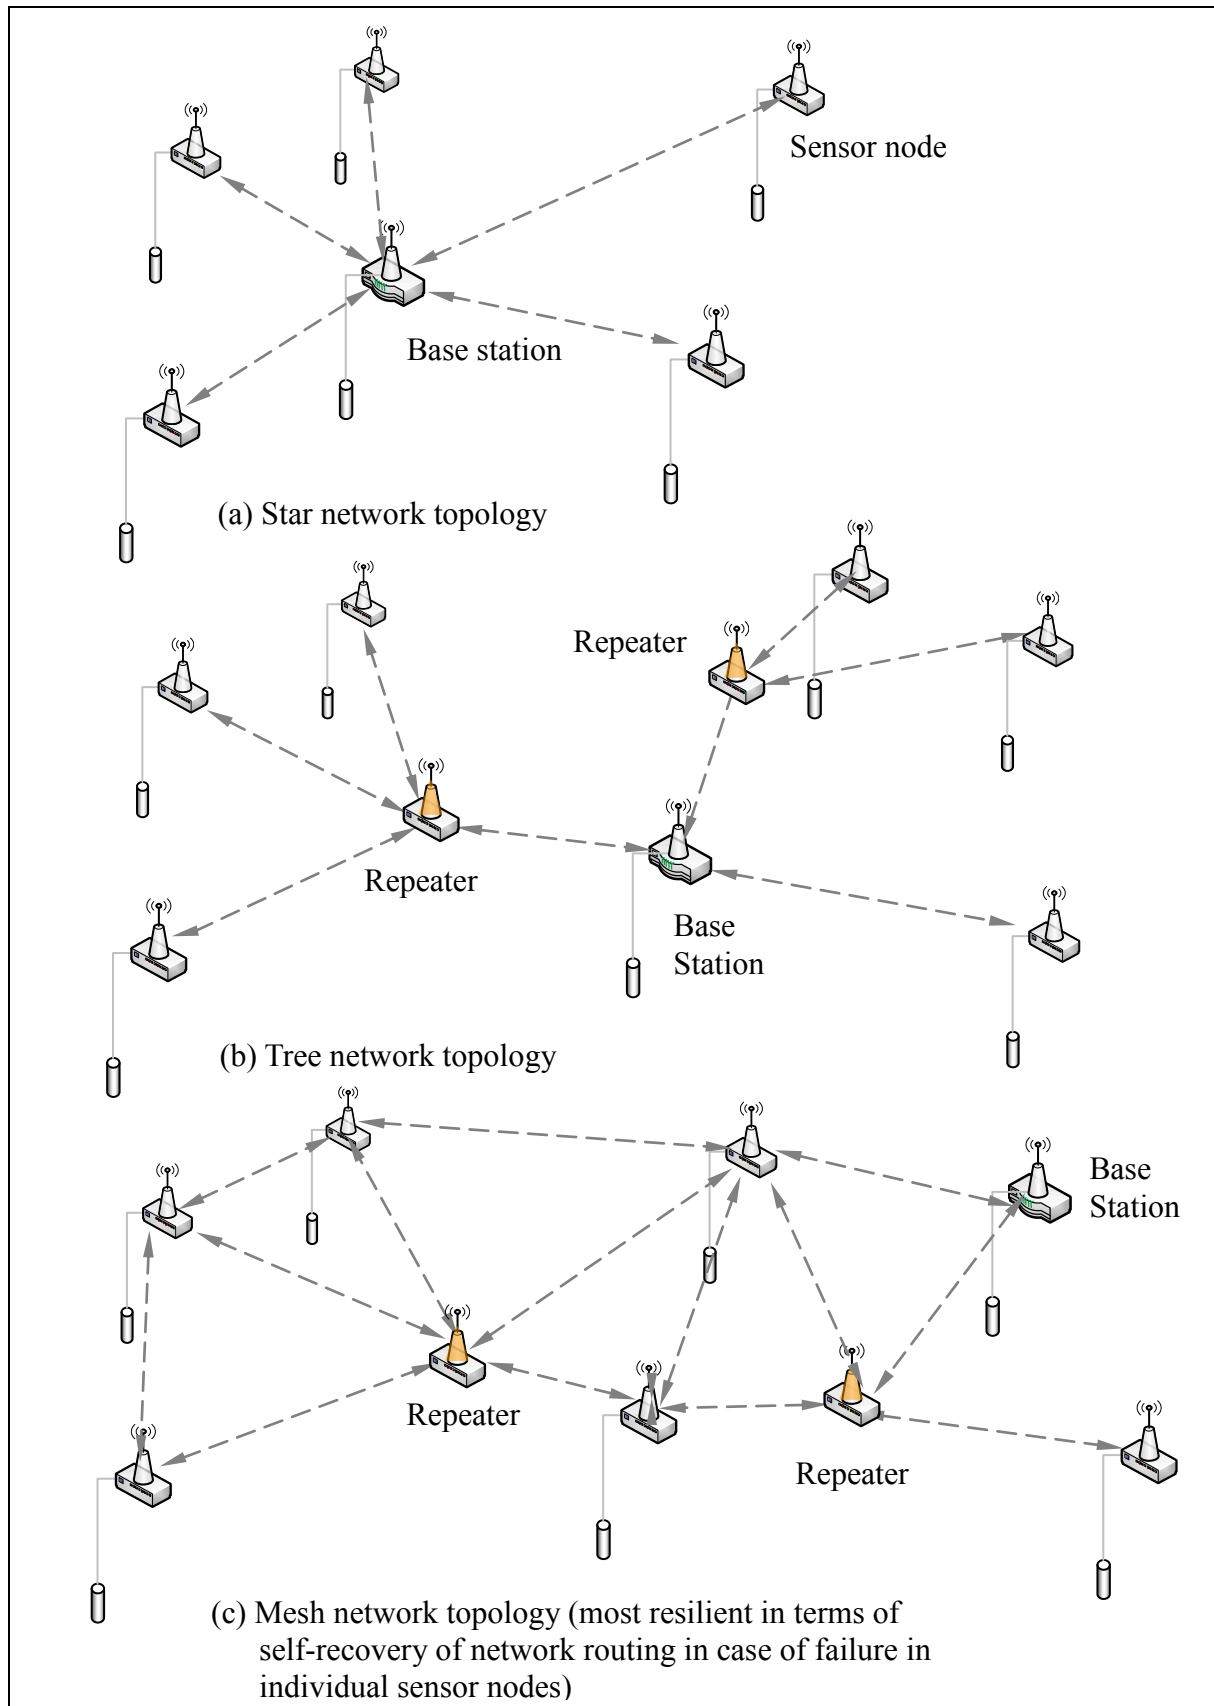 Sensor node
Base station
(a) Star network topology
Repeater
Repeater
Base
Station
(b) Tree network topology
Base
Station
Repeater
Repeater
(c) Mesh network topology (most resilient in terms of
self-recovery of network routing in case of failure in
individual sensor nodes)